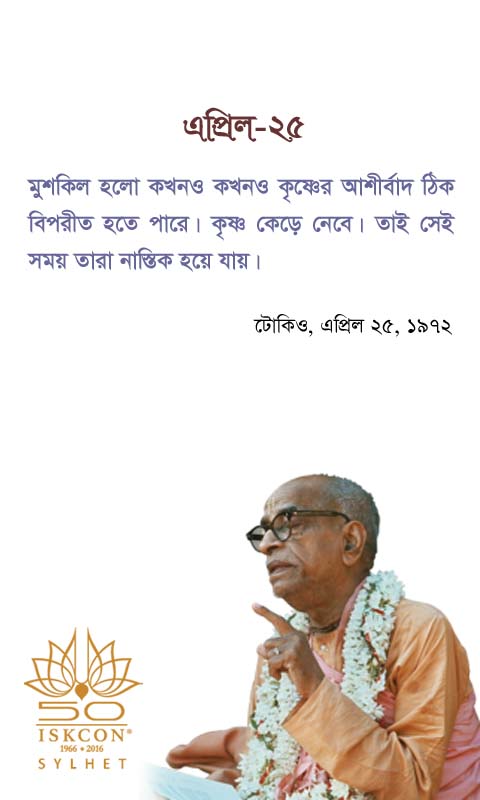 এপ্রিল-২৫
মুশকিল হলো কখনও কখনও কৃষ্ণের আশীর্বাদ ঠিক
বিপরীত হতে পারে। কৃষ্ণ কেড়ে নেবে। তাই সেই
সময় তারা নাস্তিক হয়ে যায়।
টোকিও, এপ্রিল ২৫, ১৯৭২
50
ISKCON®
1966 • 2016
SYLHET